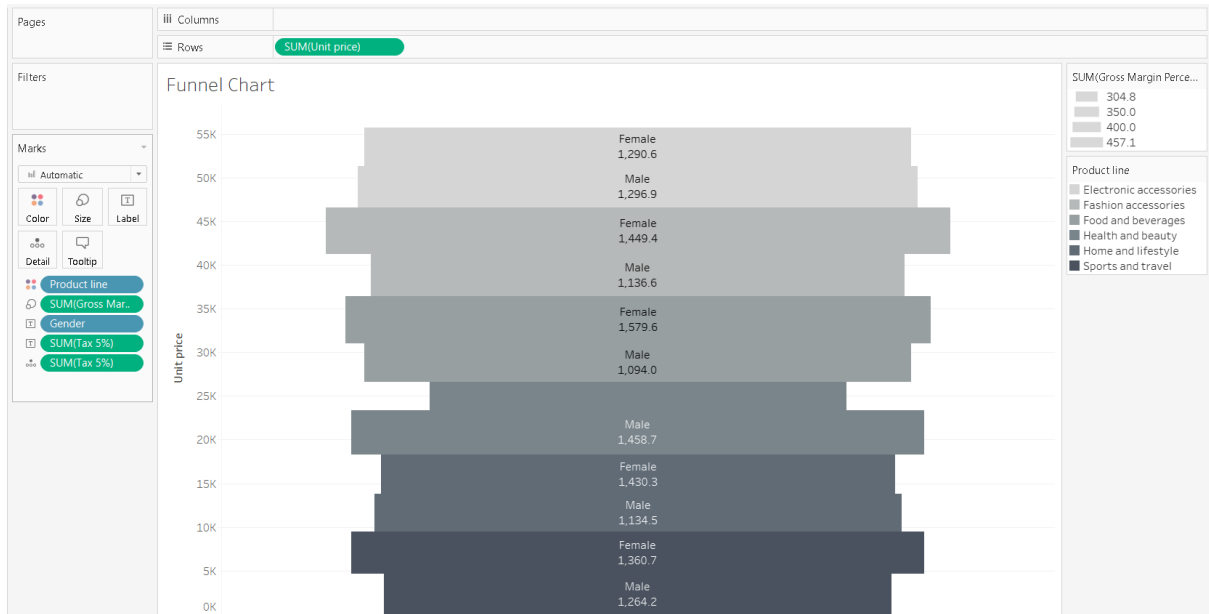 Pages
Columns
Rows
SUM(Unit price)
Filters
Marks
Automatic
Color
Size
Label
Detail
Tooltip
Product line
SUM(Gross Mar..
Gender
SUM(Tax 5%)
SUM(Tax 5%)
Funnel Chart
Unit price
55K
50K
45K
40K
35K
30K
25K
20K
15K
10K
5K
0K
Female
1,290.6
Male
1,296.9
Female
1,449.4
Male
1,136.6
Female
1,579.6
Male
1,094.0
Male
1,458.7
Female
1,430.3
Male
1,134.5
Female
1,360.7
Male
1,264.2
SUM(Gross Margin Perce...
304.8
350.0
400.0
457.1
Product line
Electronic accessories
Fashion accessories
Food and beverages
Health and beauty
Home and lifestyle
Sports and travel